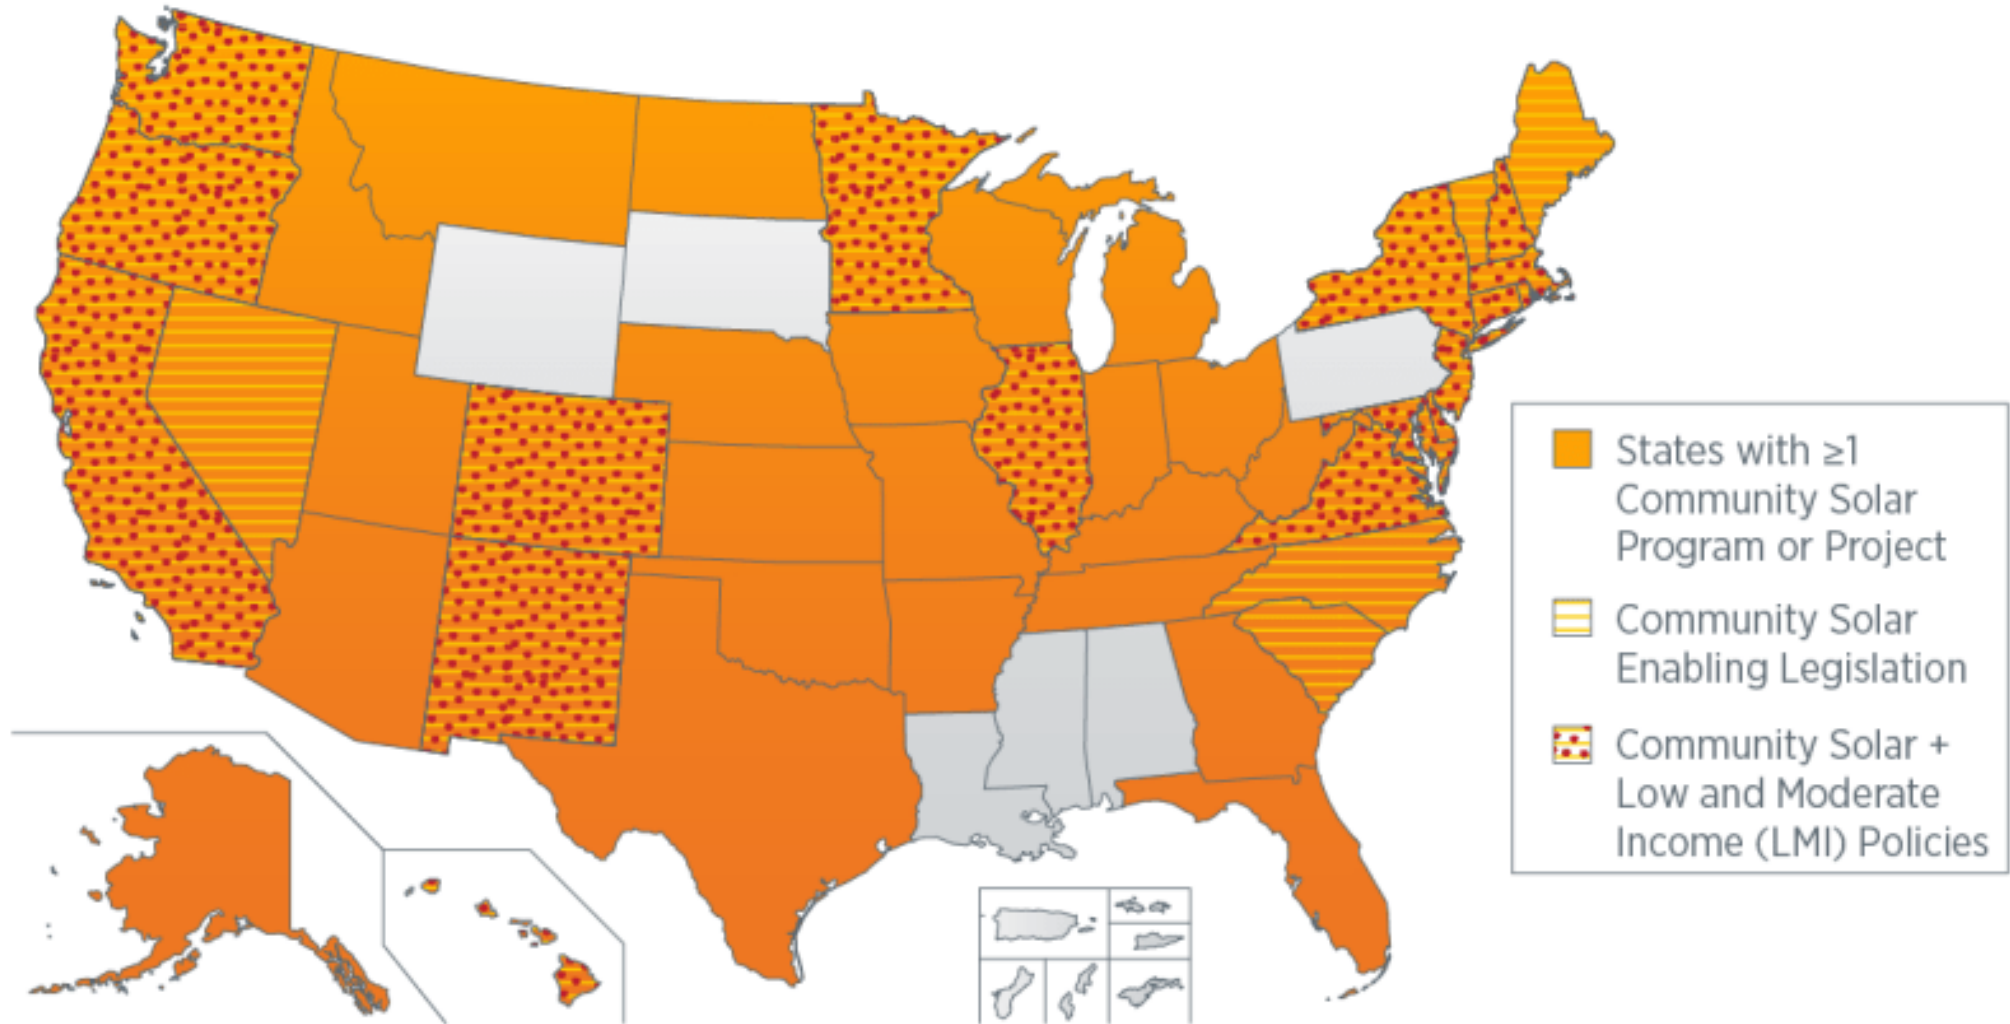 States with ≥1
Community Solar
Program or Project
Community Solar
Enabling Legislation
Community Solar +
Low and Moderate
Income (LMI) Policies